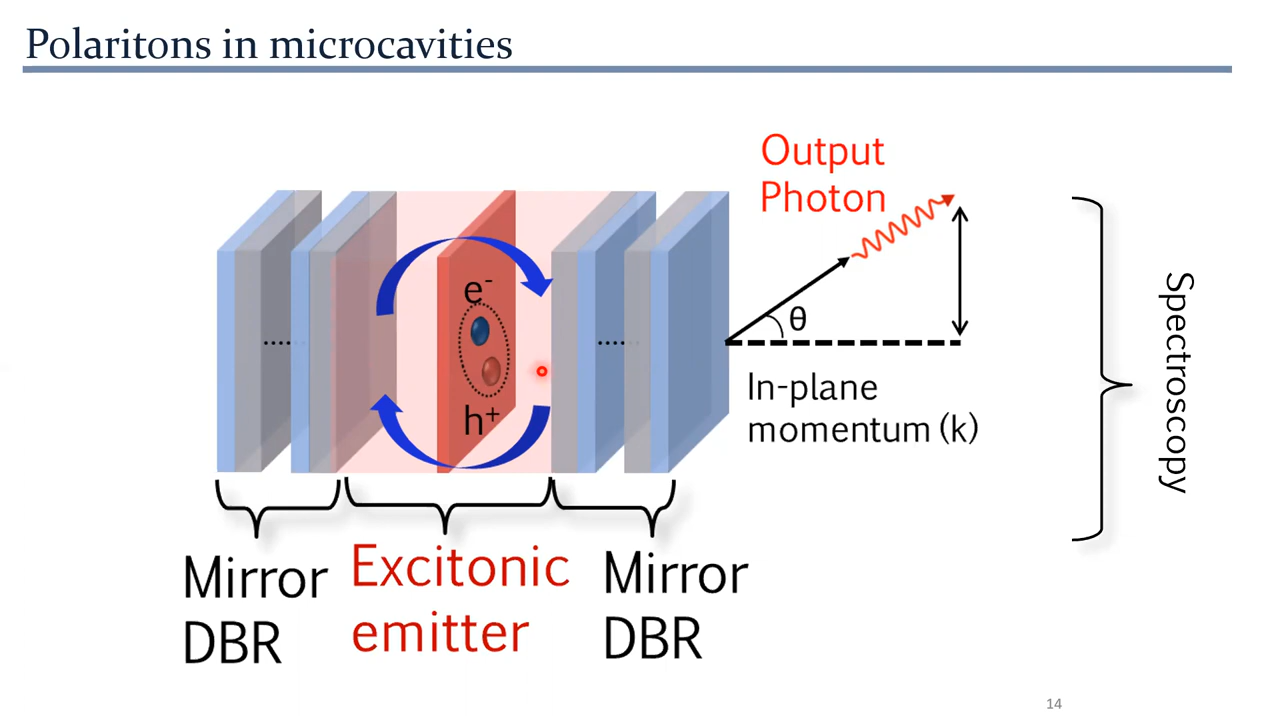 Polaritons in microcavities
Output
Photon
e⁻
θ
h⁺
In-plane
momentum (k)
Spectroscopy
Mirror
DBR
Excitonic
emitter
Mirror
DBR
14